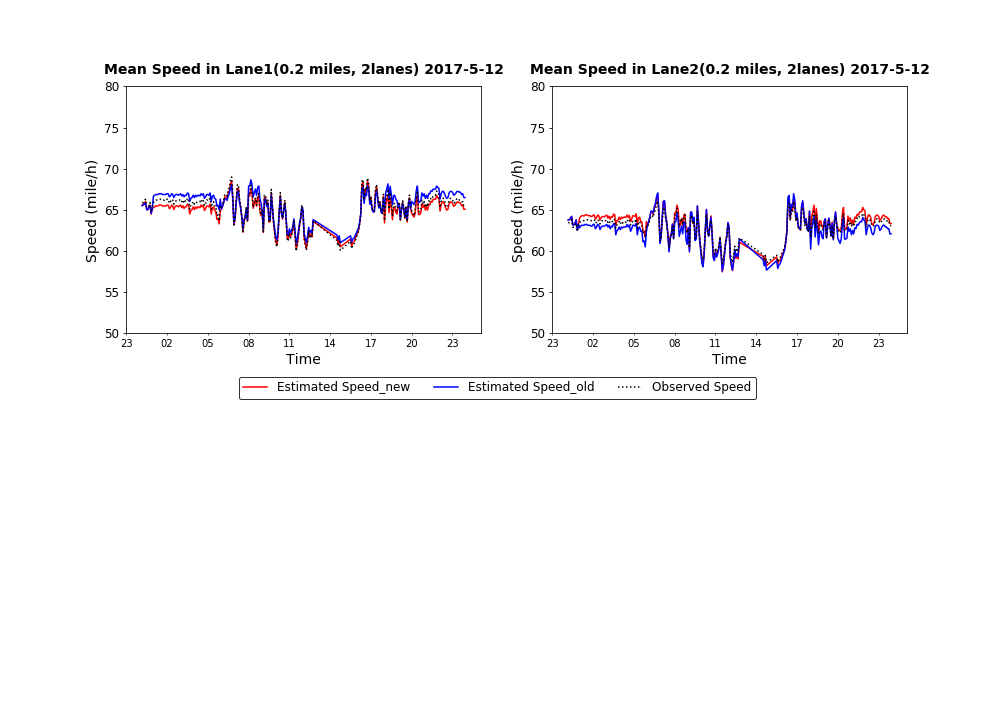 Mean Speed in Lane1(0.2 miles, 2lanes) 2017-5-12
80
75
70
65
60
55
50
Speed (mile/h)
23 02 05 08 11 14 17 20 23
Time
Mean Speed in Lane2(0.2 miles, 2lanes) 2017-5-12
80
75
70
65
60
55
50
Speed (mile/h)
23 02 05 08 11 14 17 20 23
Time
Estimated Speed_new Estimated Speed_old Observed Speed